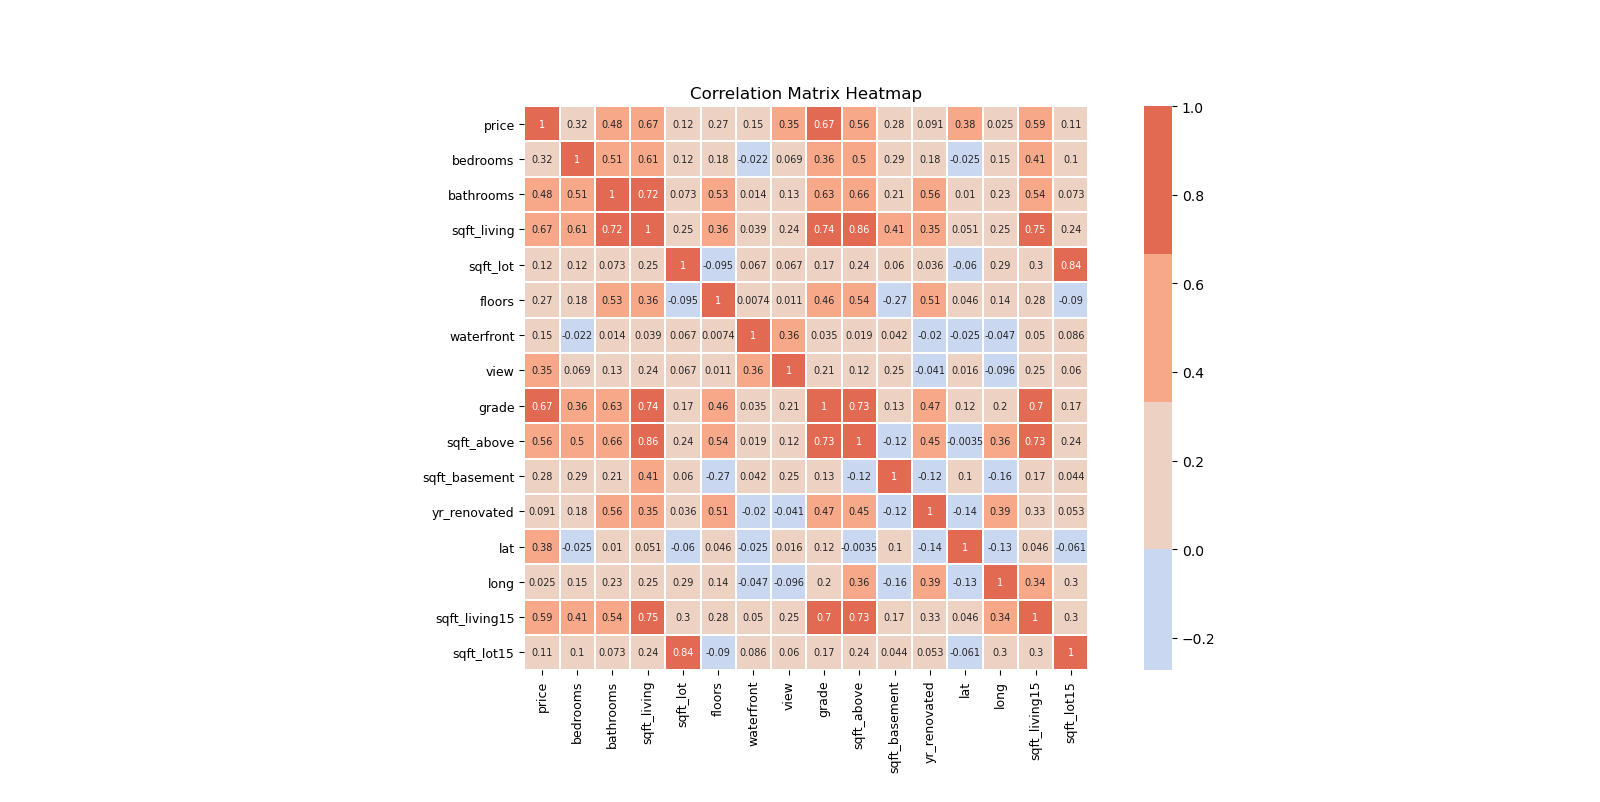 Correlation Matrix Heatmap
price 1 0.32 0.48 0.67 0.12 0.27 0.15 0.35 0.67 0.56 0.28 0.091 0.38 0.025 0.59 0.11
bedrooms 0.32 1 0.51 0.61 0.12 0.18 -0.022 0.069 0.36 0.5 0.29 0.18 -0.025 0.15 0.41 0.1
bathrooms 0.48 0.51 1 0.72 0.073 0.53 0.014 0.13 0.63 0.66 0.21 0.56 0.01 0.23 0.54 0.073
sqft_living 0.67 0.61 0.72 1 0.25 0.36 0.039 0.24 0.74 0.86 0.41 0.35 0.051 0.25 0.75 0.24
sqft_lot 0.12 0.12 0.073 0.25 1 -0.095 0.067 0.067 0.17 0.24 0.06 0.036 -0.06 0.29 0.3 0.84
floors 0.27 0.18 0.53 0.36 -0.095 1 0.0074 0.011 0.46 0.54 -0.27 0.51 0.046 0.14 0.28 -0.09
waterfront 0.15 -0.022 0.014 0.039 0.067 0.0074 1 0.36 0.035 0.019 0.042 -0.02 -0.025 -0.047 0.05 0.086
view 0.35 0.069 0.13 0.24 0.067 0.011 0.36 1 0.21 0.12 0.25 -0.041 0.016 -0.096 0.25 0.06
grade 0.67 0.36 0.63 0.74 0.17 0.46 0.035 0.21 1 0.73 0.13 0.47 0.12 0.2 0.7 0.17
sqft_above 0.56 0.5 0.66 0.86 0.24 0.54 0.019 0.12 0.73 1 -0.12 0.45 -0.0035 0.36 0.73 0.24
sqft_basement 0.28 0.29 0.21 0.41 0.06 -0.27 0.042 0.25 0.13 -0.12 1 -0.12 0.1 -0.16 0.17 0.044
yr_renovated 0.091 0.18 0.56 0.35 0.036 0.51 -0.02 -0.041 0.47 0.45 -0.12 1 -0.14 0.39 0.33 0.053
lat 0.38 -0.025 0.01 0.051 -0.06 0.046 -0.025 0.016 0.12 -0.0035 0.1 -0.14 1 -0.13 0.046 -0.061
long 0.025 0.15 0.23 0.25 0.29 0.14 -0.047 -0.096 0.2 0.36 -0.16 0.39 -0.13 1 0.34 0.3
sqft_living15 0.59 0.41 0.54 0.75 0.3 0.28 0.05 0.25 0.7 0.73 0.17 0.33 0.046 0.34 1 0.3
sqft_lot15 0.11 0.1 0.073 0.24 0.84 -0.09 0.086 0.06 0.17 0.24 0.044 0.053 -0.061 0.3 0.3 1
price bedrooms bathrooms sqft_living sqft_lot floors waterfront view grade sqft_above sqft_basement yr_renovated lat long sqft_living15 sqft_lot15
1.0
0.8
0.6
0.4
0.2
0.0
−0.2